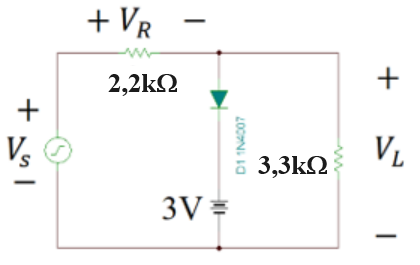 + V_R −
2,2kΩ
+
V_s
−
D1 1N4007
3,3kΩ
3V
+
V_L
−